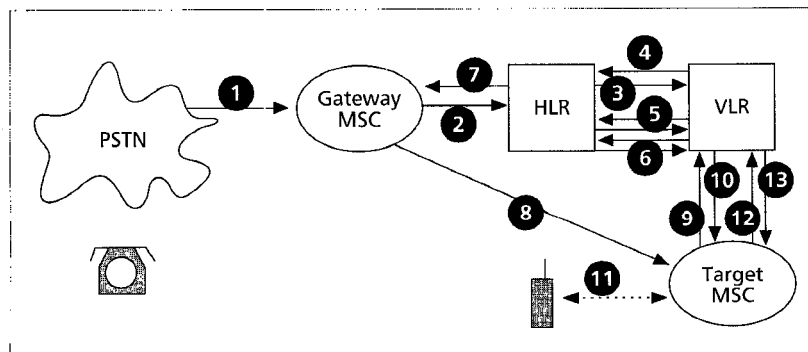 4
7
1
3
Gateway
MSC
HLR
5
VLR
2
PSTN
6
10
13
8
9
12
11
Target
MSC